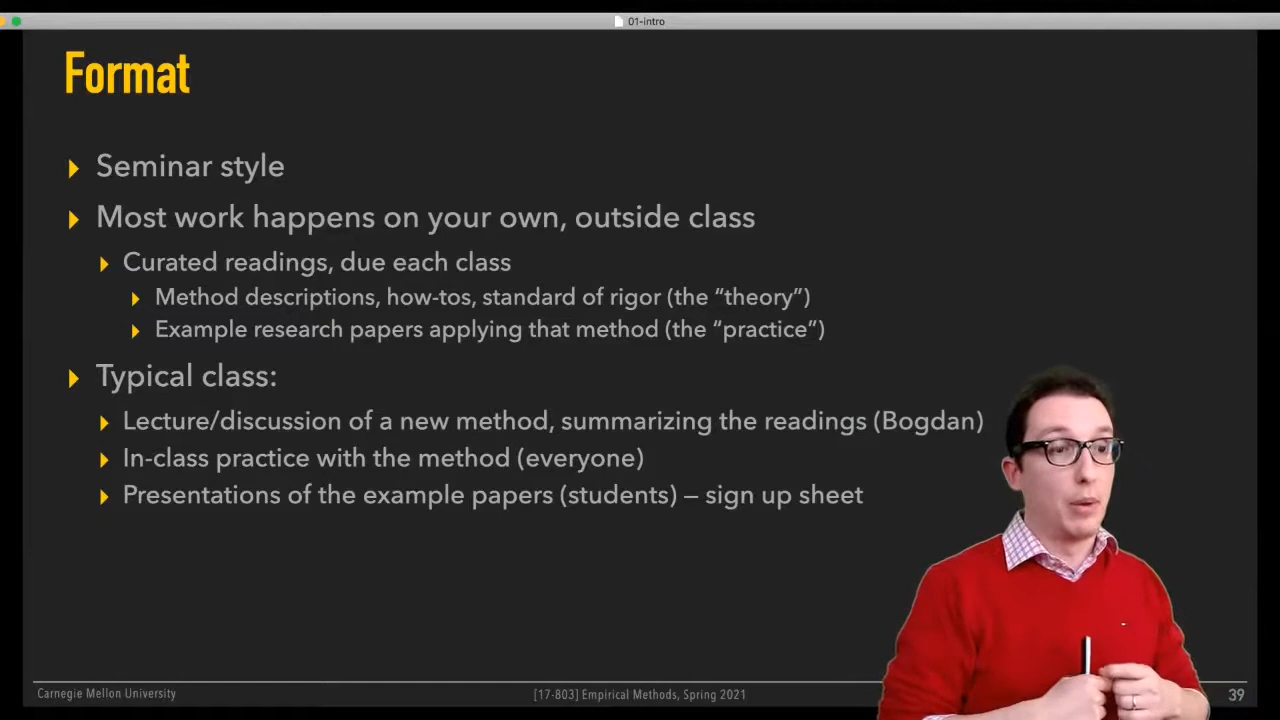 01-intro
Format
Seminar style
Most work happens on your own, outside class
Curated readings, due each class
Method descriptions, how-tos, standard of rigor (the “theory”)
Example research papers applying that method (the “practice”)
Typical class:
Lecture/discussion of a new method, summarizing the readings (Bogdan)
In-class practice with the method (everyone)
Presentations of the example papers (students) – sign up sheet
Carnegie Mellon University
[17-803] Empirical Methods, Spring 2021
39